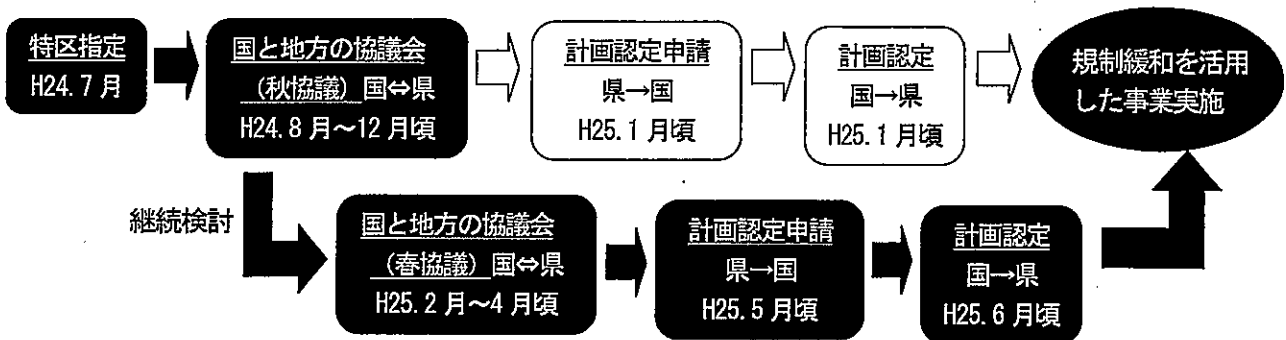 特区指定
H24.7月
国と地方の協議会
(秋協議)国⇔県
H24.8月～12月頃
計画認定申請
県→国
H25.1月頃
計画認定
国→県
H25.1月頃
規制緩和を活用
した事業実施
継続検討
国と地方の協議会
(春協議)国⇔県
H25.2月～4月頃
計画認定申請
県→国
H25.5月頃
計画認定
国→県
H25.6月頃